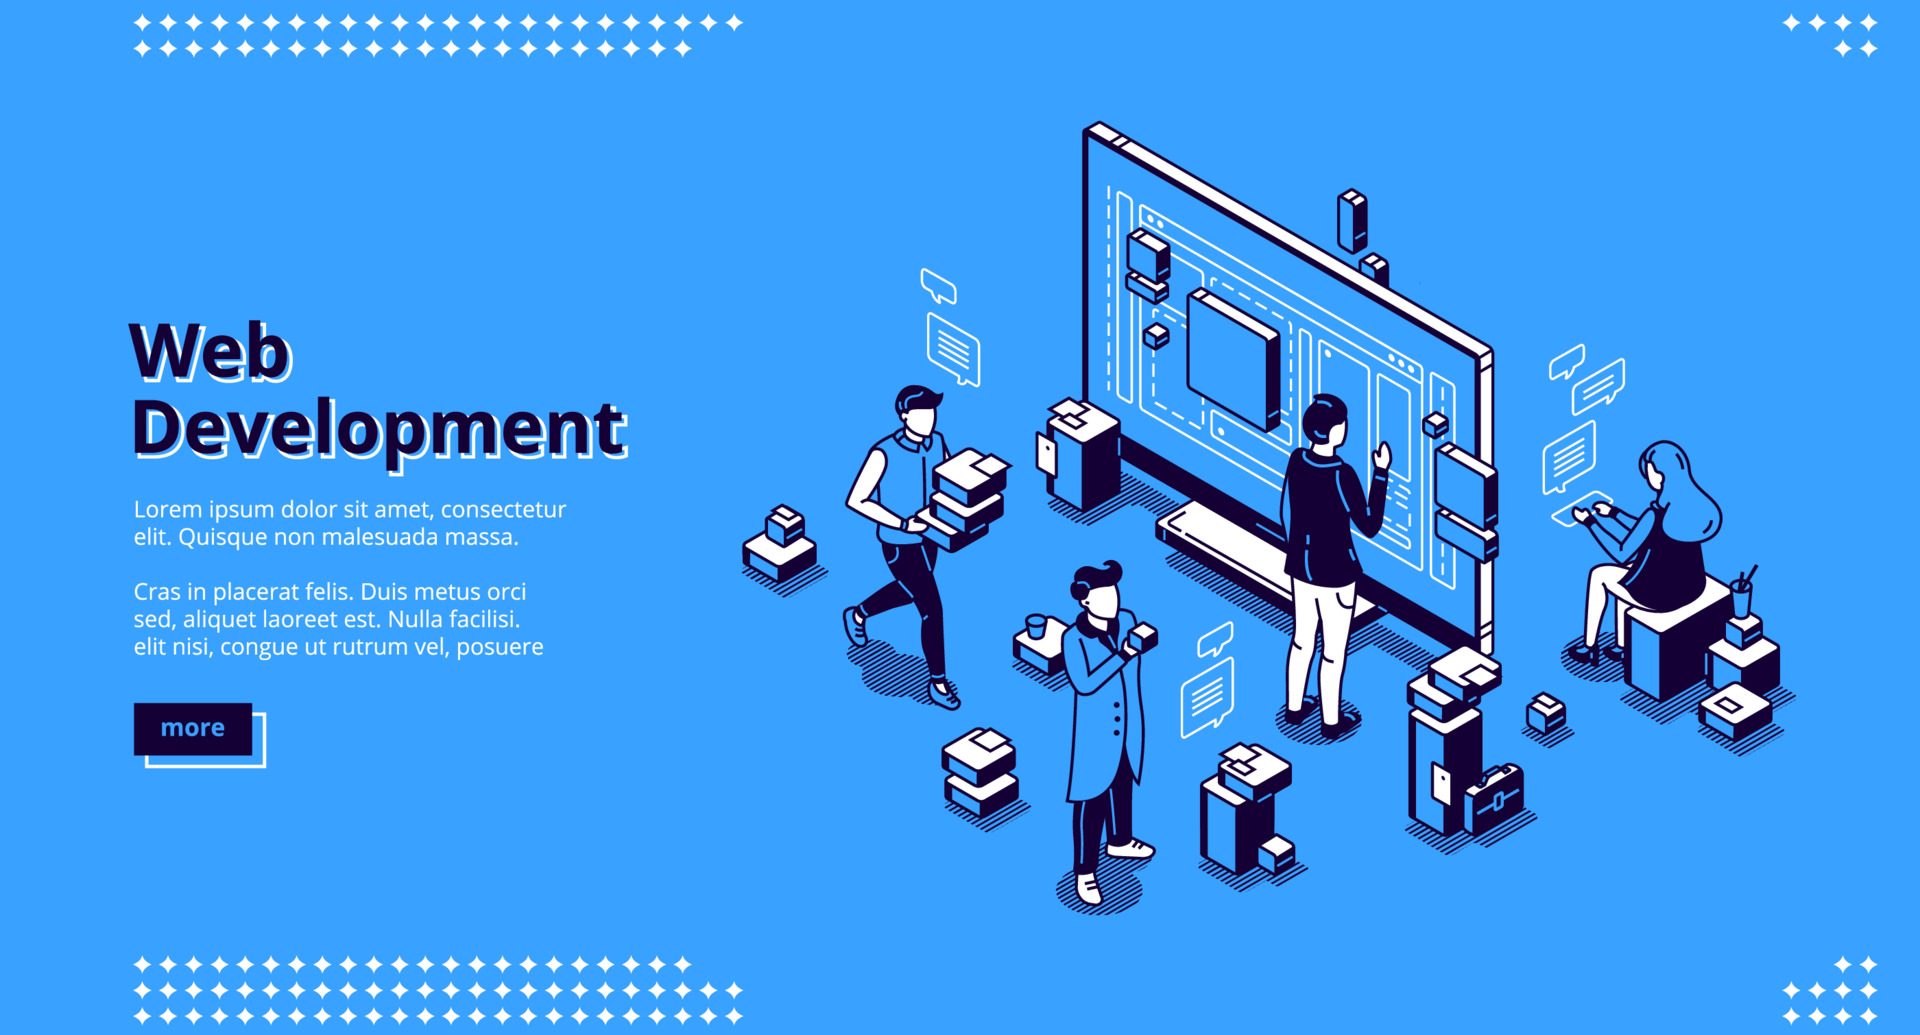 Web
Development
Lorem ipsum dolor sit amet, consectetur
elit. Quisque non malesuada massa.
Cras in placerat felis. Duis metus orci
sed, aliquet laoreet est. Nulla facilisi.
elit nisi, congue ut rutrum vel, posuere
more